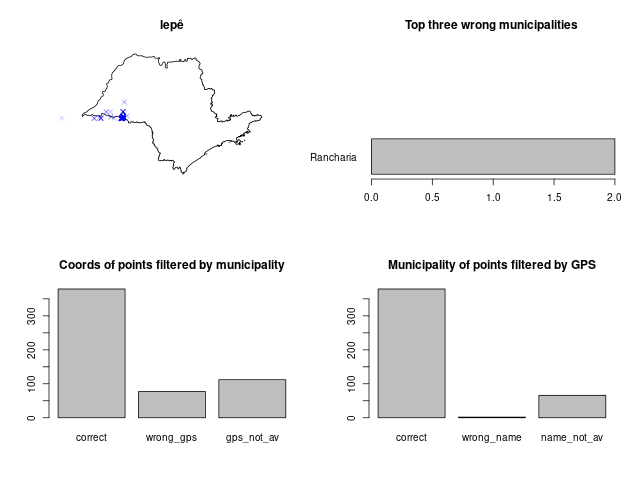 Iepê
Top three wrong municipalities
Rancharia
0.0 0.5 1.0 1.5 2.0
Coords of points filtered by municipality
0 100 200 300
correct wrong_gps gps_not_av
Municipality of points filtered by GPS
0 100 200 300
correct wrong_name name_not_av